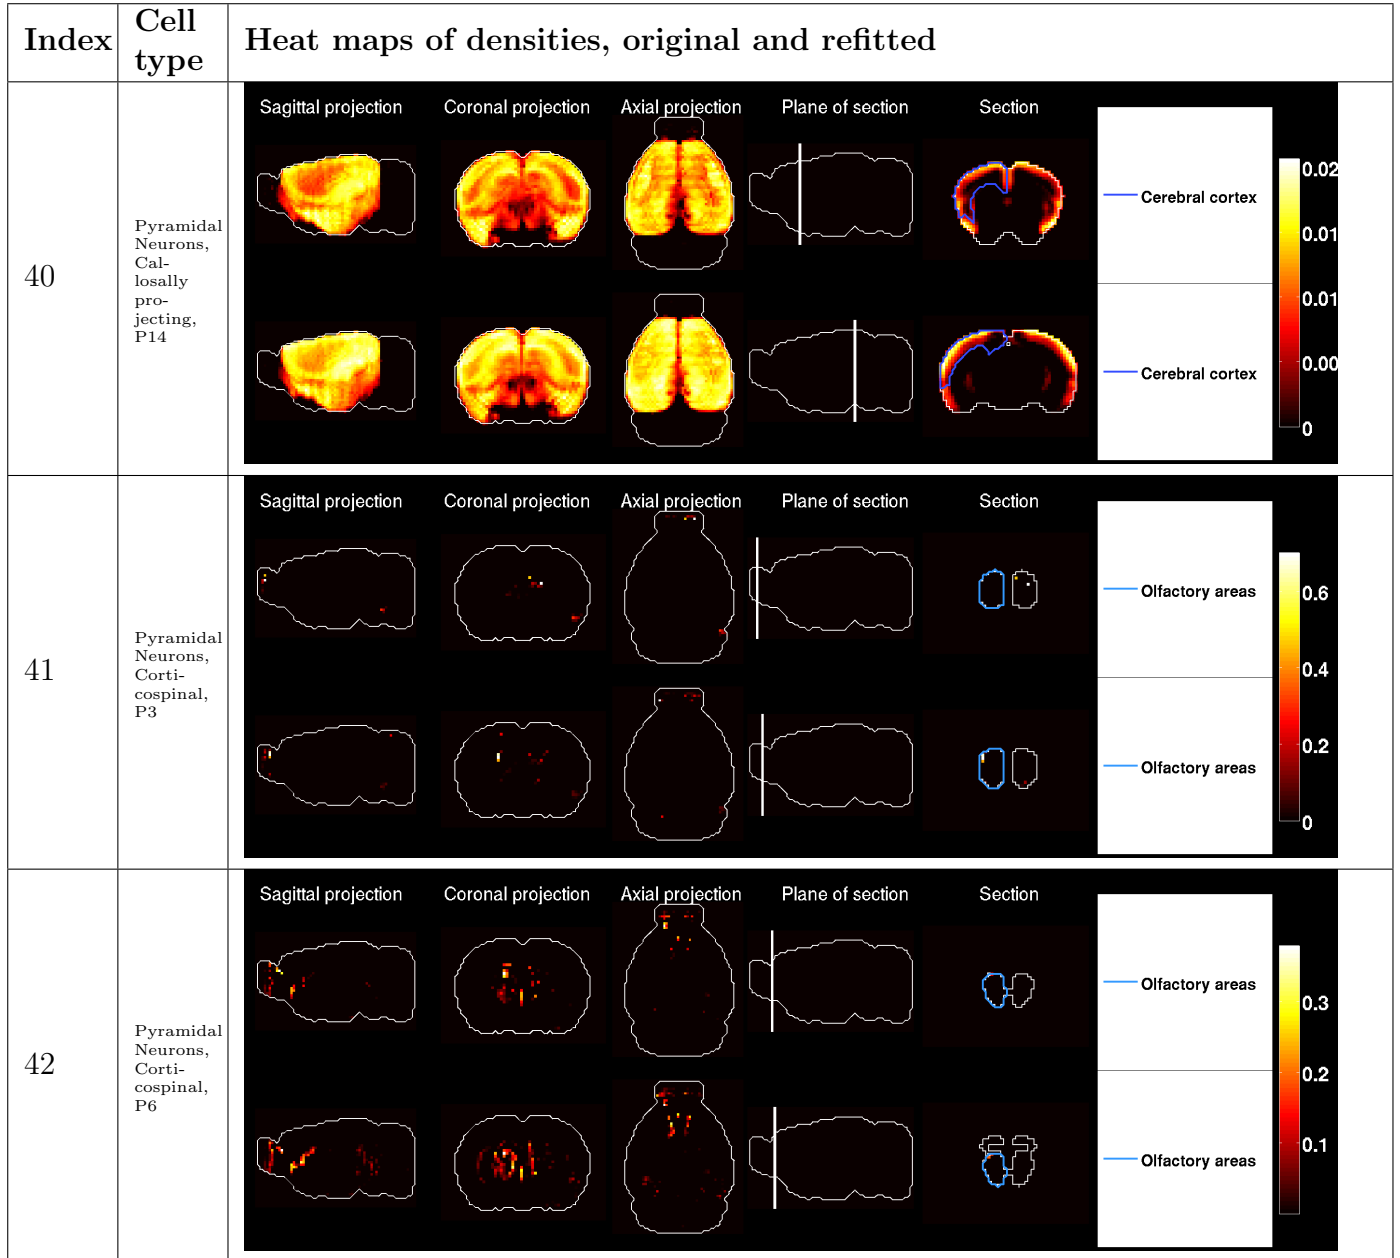 Index
Cell
type
Heat maps of densities, original and refitted
40
Pyramidal
Neurons,
Cal-
losally
pro-
jecting,
P14
Sagittal projection
Coronal projection
Axial projection
Plane of section
Section
Cerebral cortex
Cerebral cortex
0.02
0.01
0.01
0.00
0
41
Pyramidal
Neurons,
Corti-
cospinal,
P3
Sagittal projection
Coronal projection
Axial projection
Plane of section
Section
Olfactory areas
Olfactory areas
0.6
0.4
0.2
0
42
Pyramidal
Neurons,
Corti-
cospinal,
P6
Sagittal projection
Coronal projection
Axial projection
Plane of section
Section
Olfactory areas
Olfactory areas
0.3
0.2
0.1